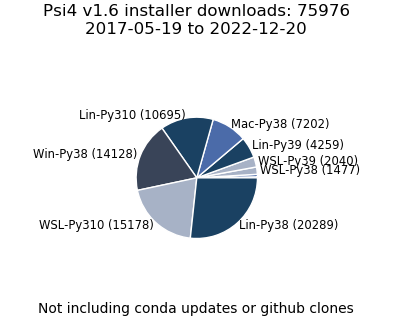 Psi4 v1.6 installer downloads: 75976
2017-05-19 to 2022-12-20
Lin-Py310 (10695)
Mac-Py38 (7202)
Lin-Py39 (4259)
Win-Py38 (14128)
WSL-Py39 (2040)
WSL-Py38 (1477)
WSL-Py310 (15178)
Lin-Py38 (20289)
Not including conda updates or github clones